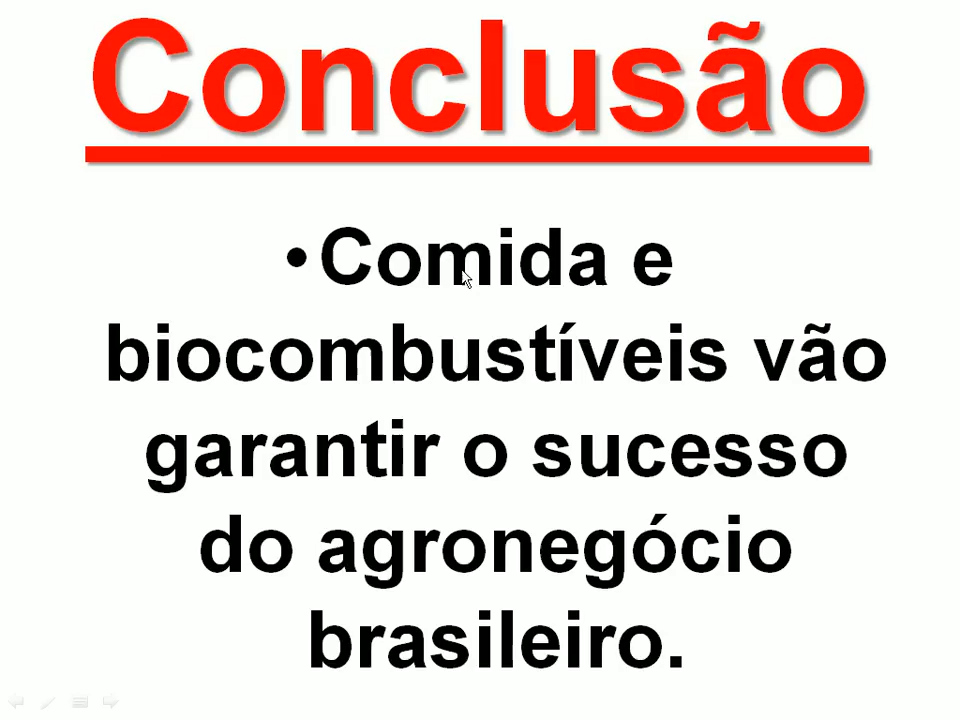 Conclusão
•Comida e
biocombustíveis vão
garantir o sucesso
do agronegócio
brasileiro.